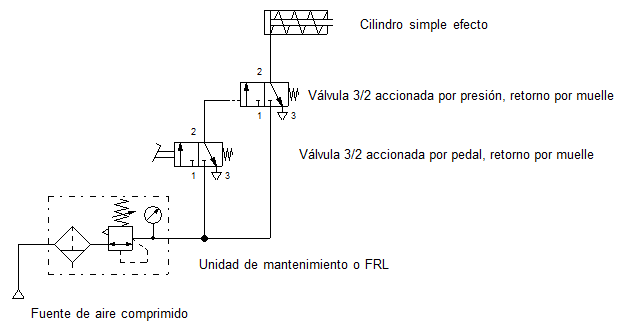 Cilindro simple efecto
2
Válvula 3/2 accionada por presión, retorno por muelle
1
3
2
Válvula 3/2 accionada por pedal, retorno por muelle
1
3
Unidad de mantenimiento o FRL
Fuente de aire comprimido